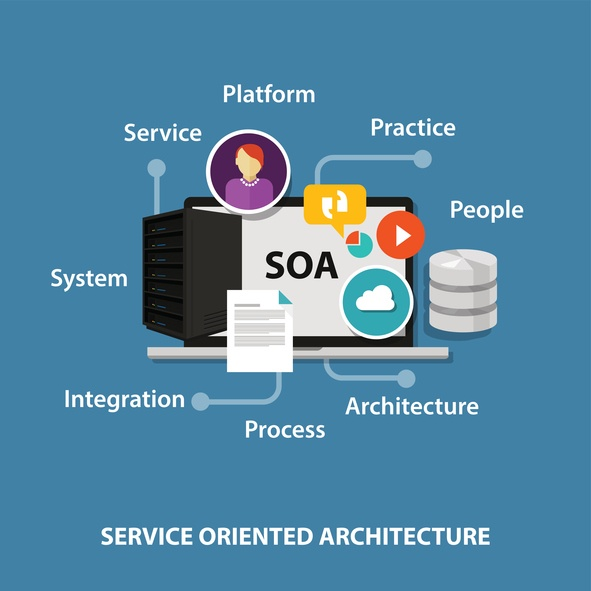 Platform
Service
Practice
People
SOA
System
Integration
Architecture
Process
SERVICE ORIENTED ARCHITECTURE